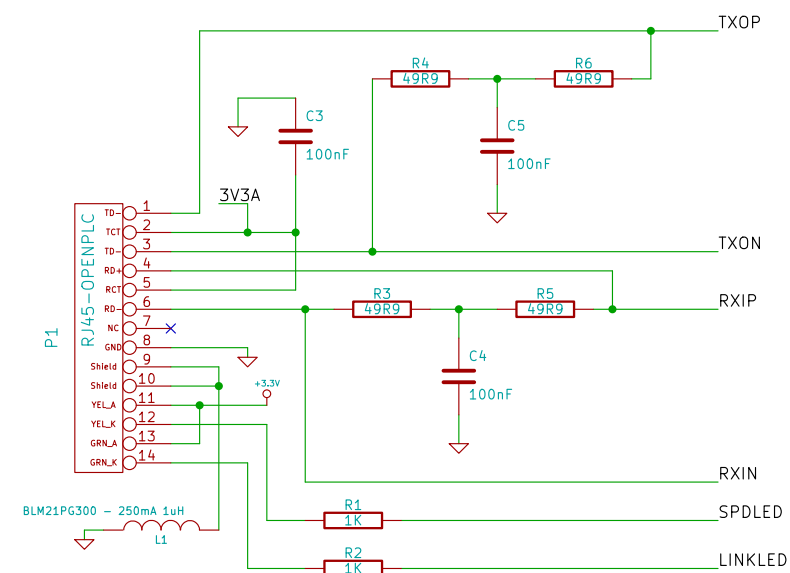 TXOP
R4
49R9
R6
49R9
C3
100nF
C5
100nF
3V3A
TD- 1
TCT 2
TD- 3
RD+ 4
RCT 5
RD- 6
NC 7
GND 8
Shield 9
Shield 10
YEL_A 11
YEL_K 12
GRN_A 13
GRN_K 14
RJ45-OPENPLC
P1
TXON
R3
49R9
R5
49R9
RXIP
C4
100nF
+3.3V
RXIN
BLM21PG300 - 250mA 1uH
L1
R1
1K
SPDLED
R2
1K
LINKLED